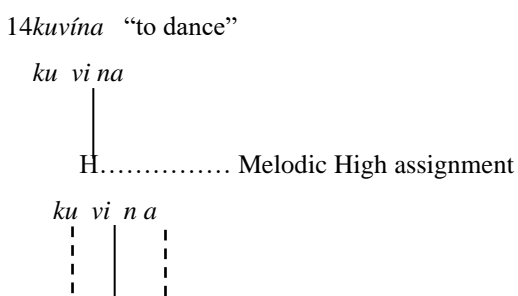 14kuvína “to dance”
ku vi na
H…………… Melodic High assignment
ku vi n a